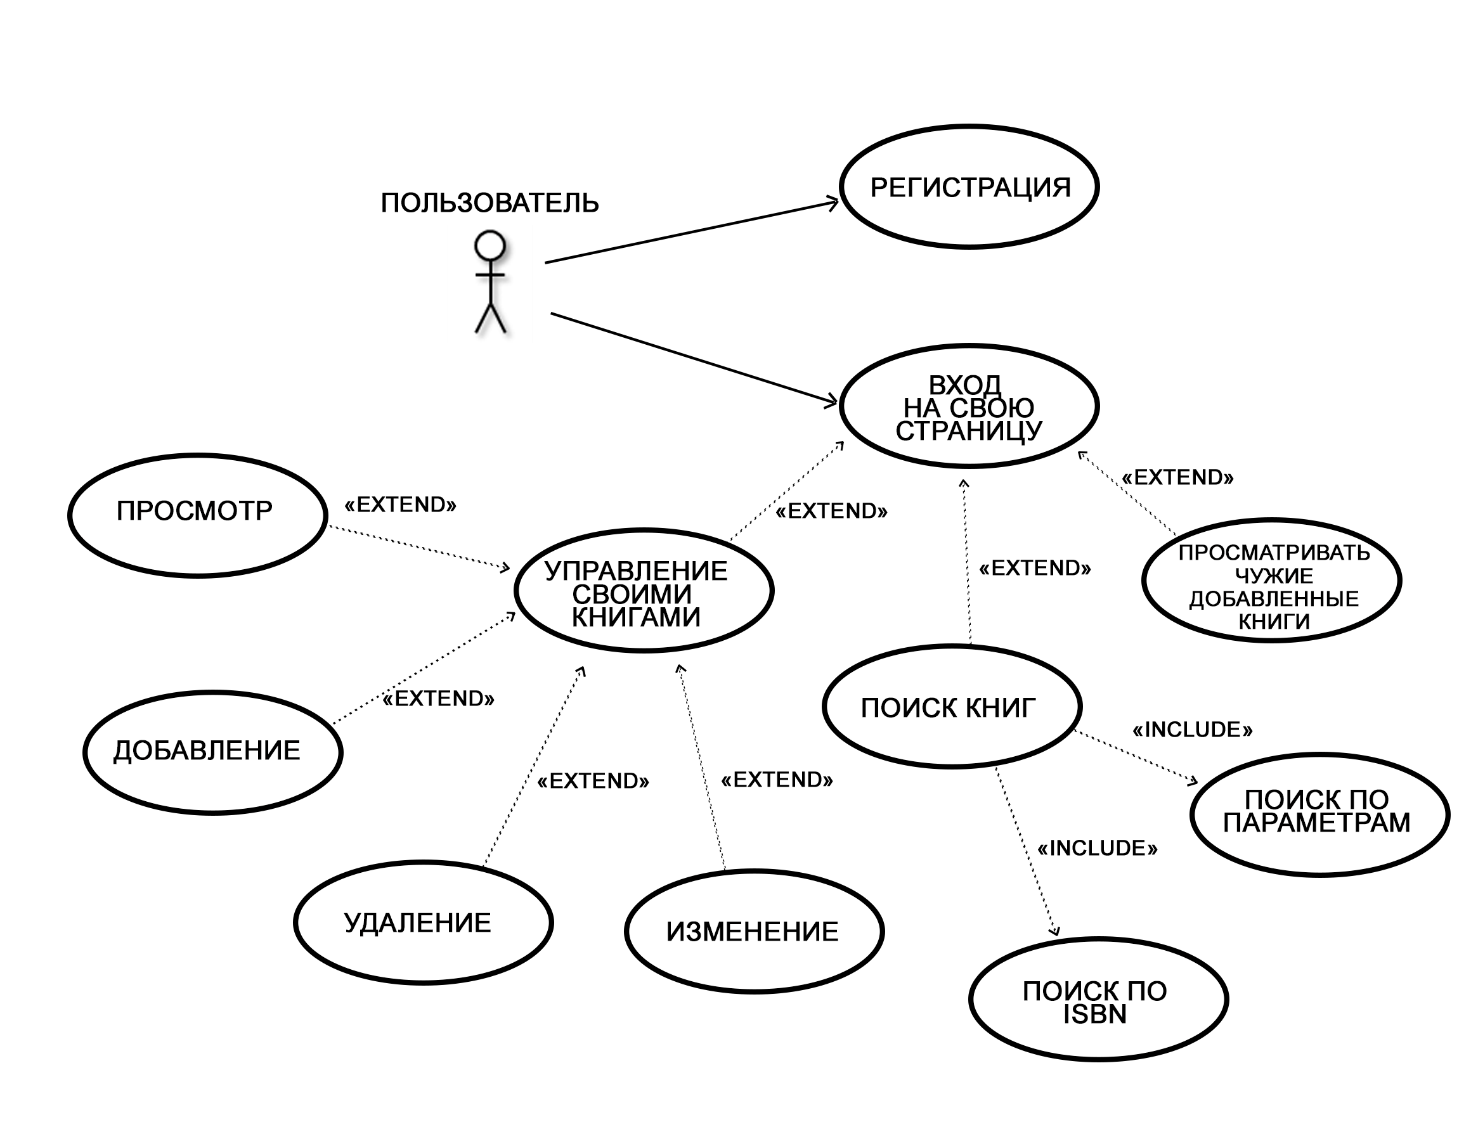 РЕГИСТРАЦИЯ
ПОЛЬЗОВАТЕЛЬ
ВХОД
НА СВОЮ
СТРАНИЦУ
«EXTEND»
ПРОСМОТР
«EXTEND»
«EXTEND»
ПРОСМАТРИВАТЬ
ЧУЖИЕ
ДОБАВЛЕННЫЕ
КНИГИ
«EXTEND»
УПРАВЛЕНИЕ
СВОИМИ
КНИГАМИ
«EXTEND»
ПОИСК КНИГ
«INCLUDE»
ДОБАВЛЕНИЕ
«EXTEND»
«EXTEND»
ПОИСК ПО
ПАРАМЕТРАМ
«INCLUDE»
УДАЛЕНИЕ
ИЗМЕНЕНИЕ
ПОИСК ПО
ISBN